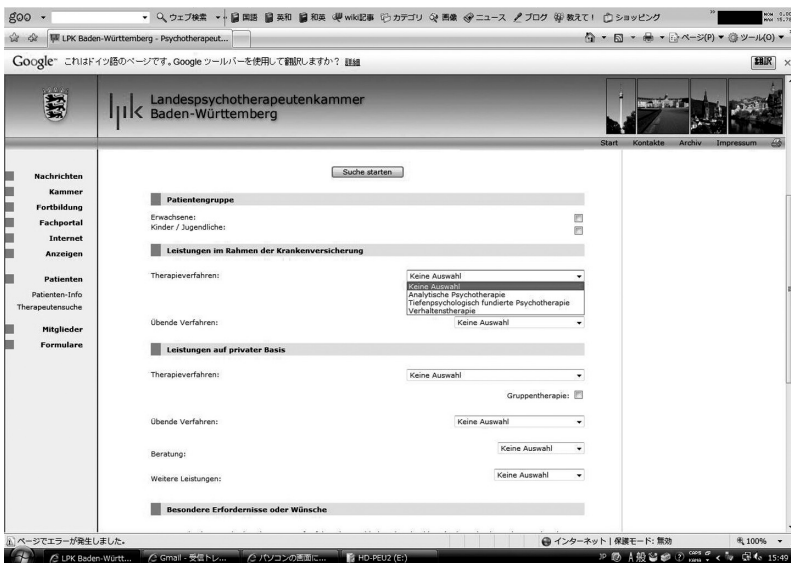 goo
ウェブ検索
国語
英和
和英
wiki記事
カテゴリ
画像
ニュース
ブログ
教えて!
ショッピング
LPK Baden-Württemberg - Psychotherapeut...
ページ(P)
ツール(O)
Google これはドイツ語のページです。Google ツールバーを使用して翻訳しますか? 詳細
翻訳
lpk Landespsychotherapeutenkammer
Baden-Württemberg
Start Kontakte Archiv Impressum
Nachrichten
Kammer
Fortbildung
Fachportal
Internet
Anzeigen
Patienten
Patienten-Info
Therapeutensuche
Mitglieder
Formulare
Suche starten
Patientengruppe
Erwachsene:
Kinder / Jugendliche:
Leistungen im Rahmen der Krankenversicherung
Therapieverfahren: Keine Auswahl
Keine Auswahl
Analytische Psychotherapie
Tiefenpsychologisch fundierte Psychotherapie
Verhaltenstherapie
Übende Verfahren: Keine Auswahl
Leistungen auf privater Basis
Therapieverfahren: Keine Auswahl
Gruppentherapie:
Übende Verfahren: Keine Auswahl
Beratung: Keine Auswahl
Weitere Leistungen: Keine Auswahl
Besondere Erfordernisse oder Wünsche
ページでエラーが発生しました。
インターネット | 保護モード: 無効
100%
LPK Baden-Württ...
Gmail - 受信トレ...
パソコンの画面に...
HD-PEU2 (E:)
JP
A 般
CAPS
KANA
15:49